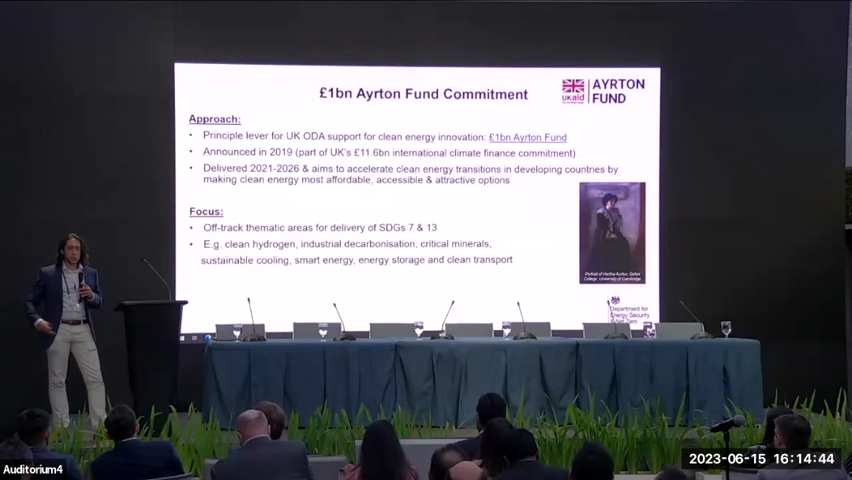 £1bn Ayrton Fund Commitment
UKaid
AYRTON
FUND
Approach:
• Principle lever for UK ODA support for clean energy innovation: £1bn Ayrton Fund
• Announced in 2019 (part of UK's £11.6bn international climate finance commitment)
• Delivered 2021-2026 & aims to accelerate clean energy transitions in developing countries by
making clean energy most affordable, accessible & attractive options
Focus:
• Off-track thematic areas for delivery of SDGs 7 & 13
• E.g. clean hydrogen, industrial decarbonisation, critical minerals,
sustainable cooling, smart energy, energy storage and clean transport
Portrait of Hertha Ayrton, Girton
College, University of Cambridge
Department for
Energy Security
& Net Zero
Auditorium4
2023-06-15 16:14:44